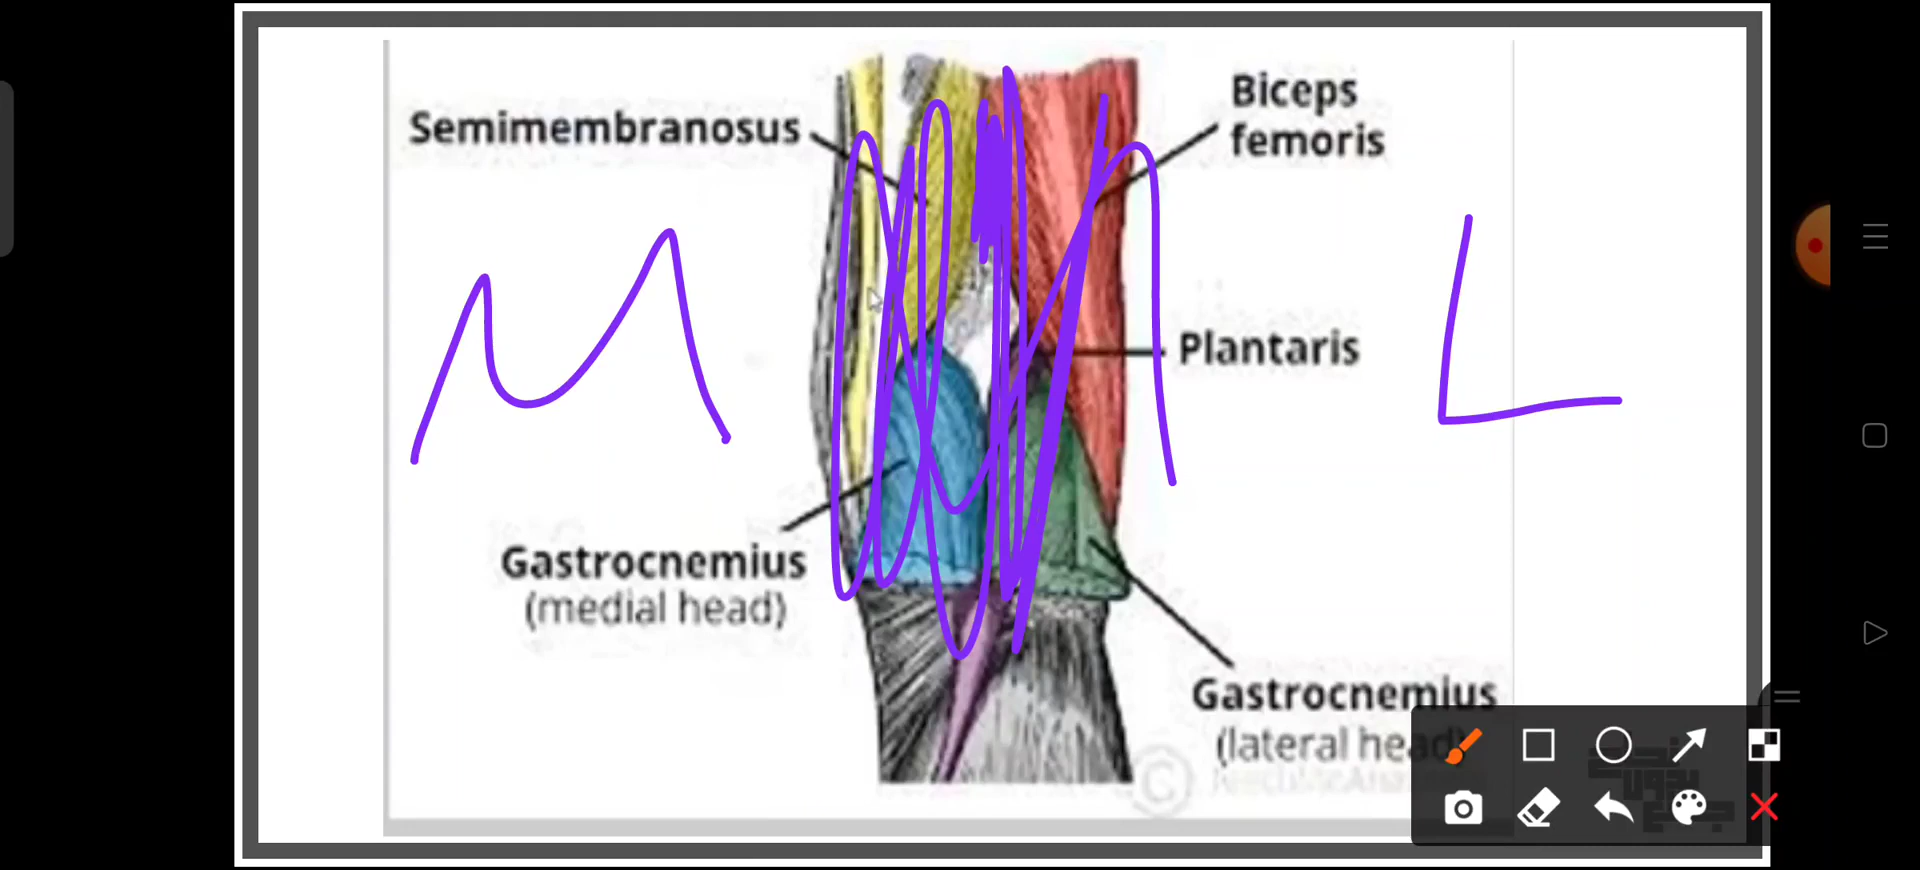 Semimembranosus
Biceps
femoris
M
L
Plantaris
Gastrocnemius
(medial head)
Gastrocnemius
(lateral head)
©